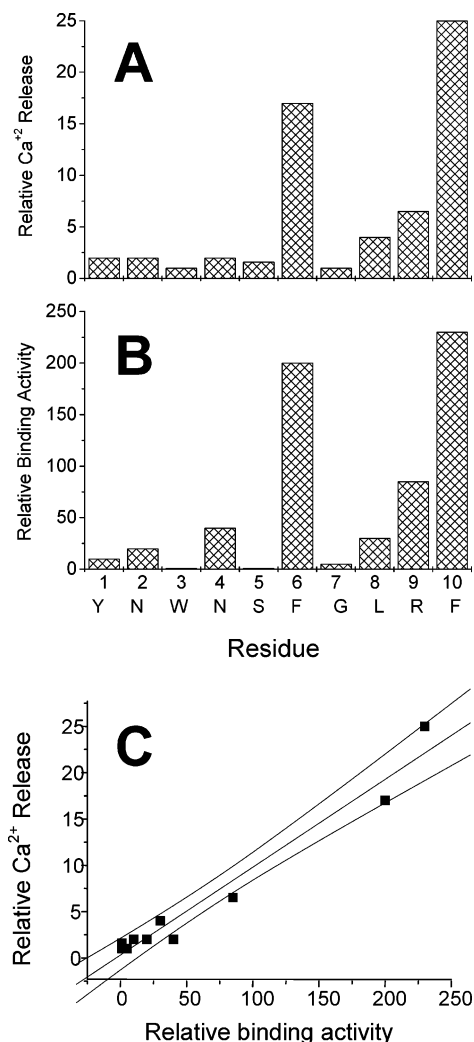 A
Relative Ca+2 Release
25
20
15
10
5
0
B
Relative Binding Activity
250
200
150
100
50
0
1 2 3 4 5 6 7 8 9 10
Y N W N S F G L R F
Residue
C
Relative Ca2+ Release
25
20
15
10
5
0
0 50 100 150 200 250
Relative binding activity